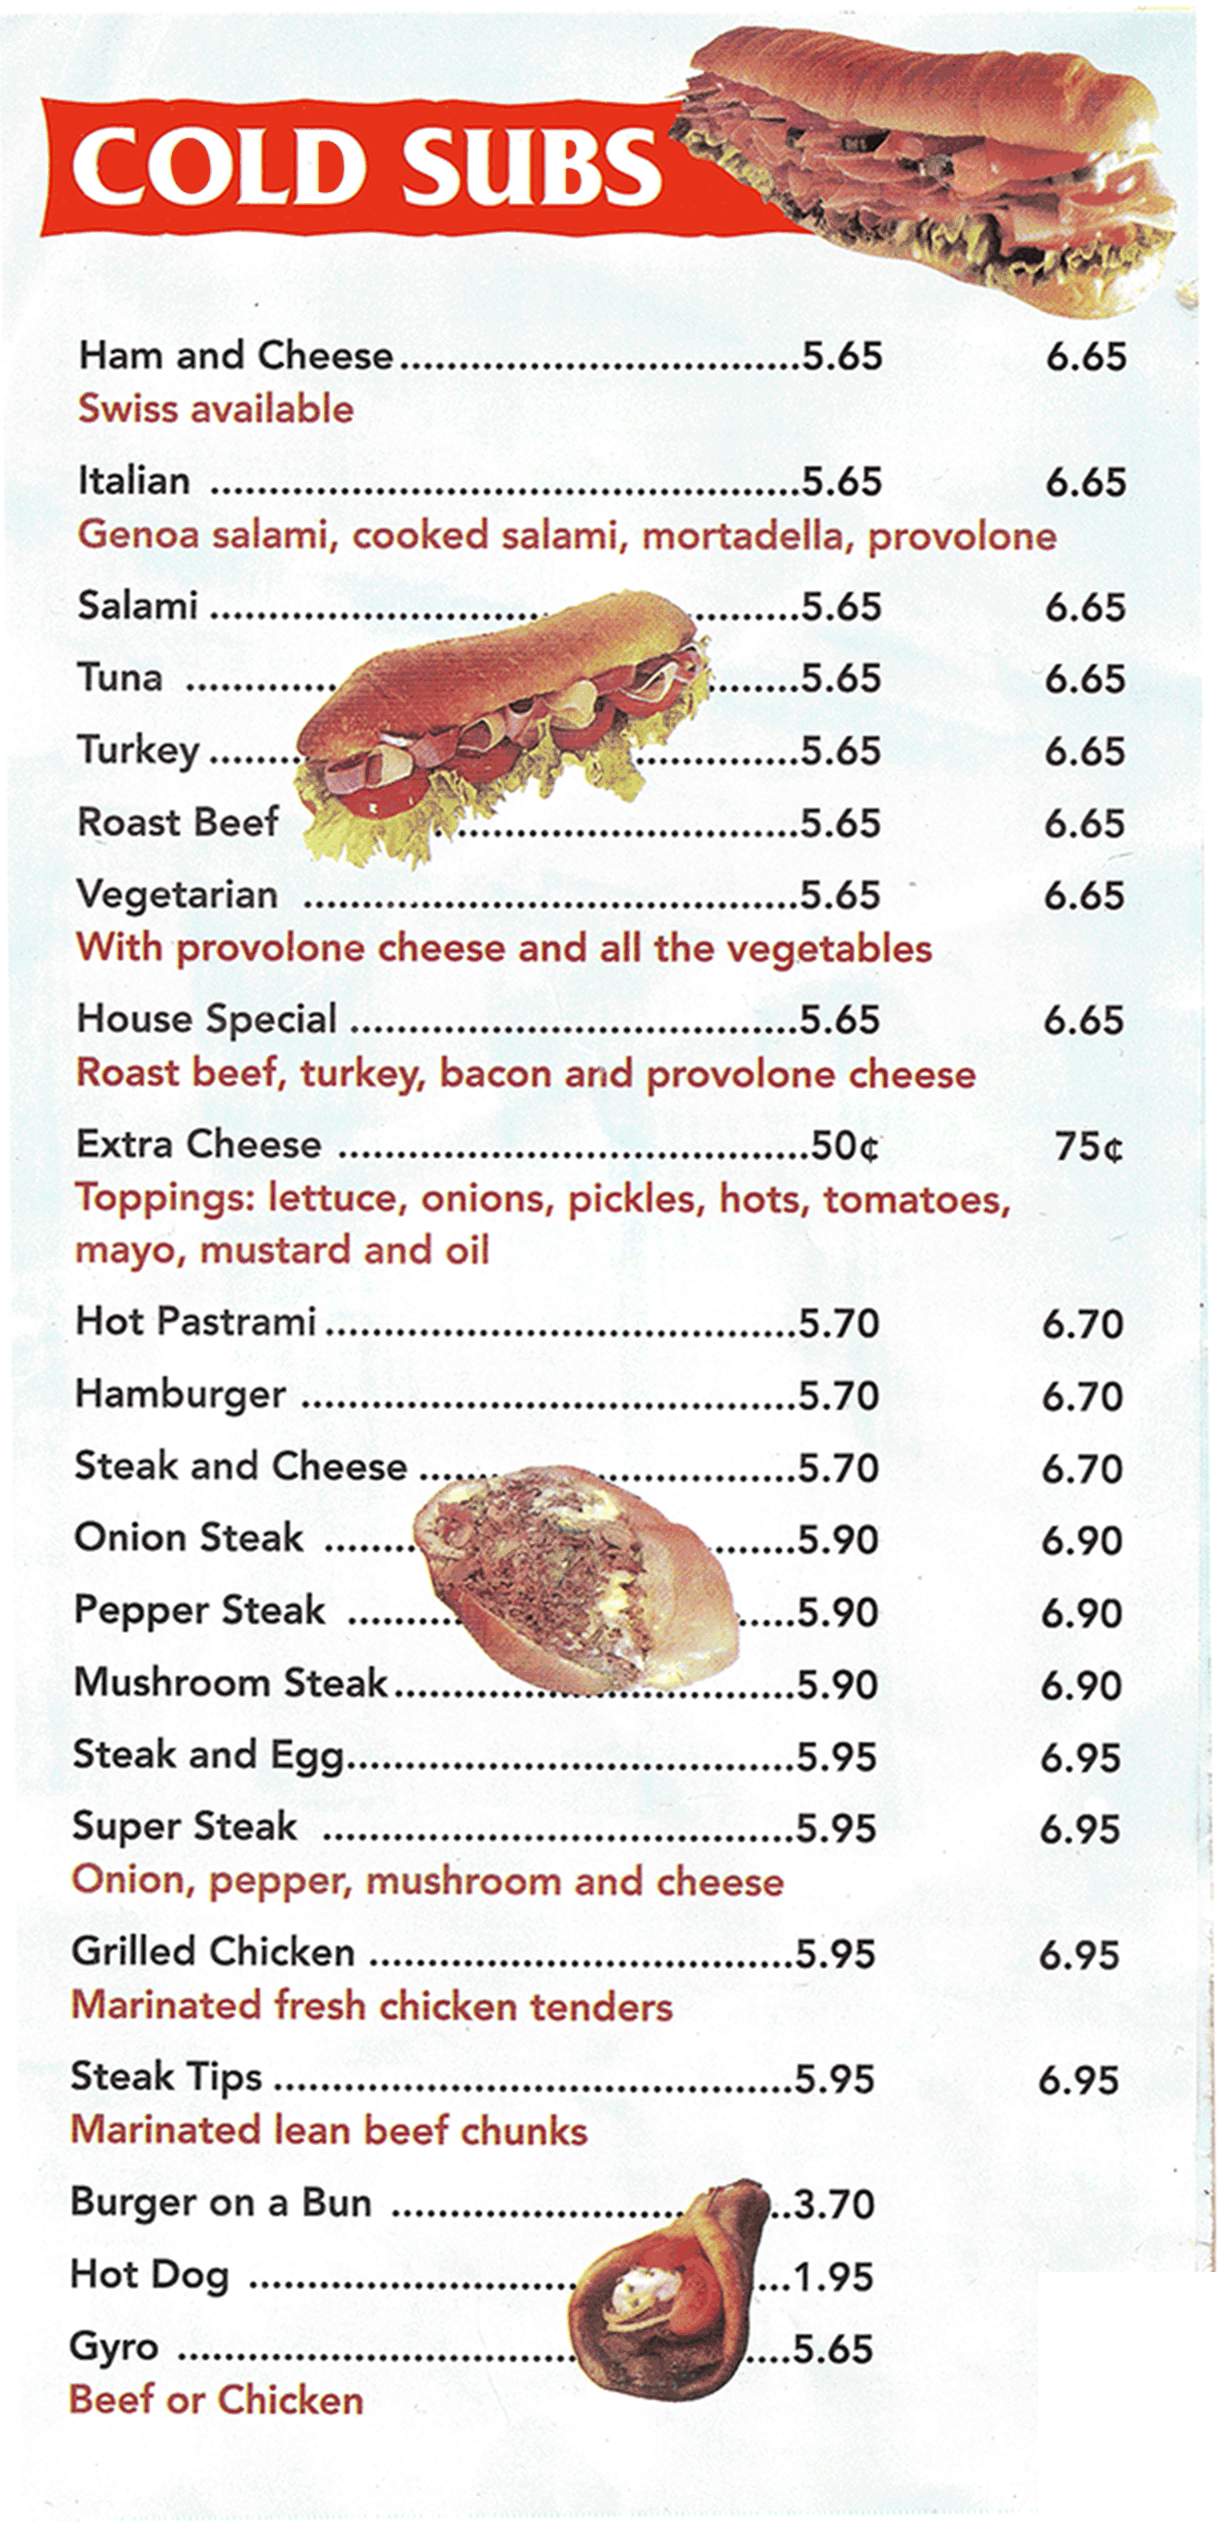 COLD SUBS
Ham and Cheese..................................5.65 6.65
Swiss available
Italian ..................................................5.65 6.65
Genoa salami, cooked salami, mortadella, provolone
Salami ..................................................5.65 6.65
Tuna ..................................................5.65 6.65
Turkey ..................................................5.65 6.65
Roast Beef ..................................................5.65 6.65
Vegetarian ..........................................5.65 6.65
With provolone cheese and all the vegetables
House Special ......................................5.65 6.65
Roast beef, turkey, bacon and provolone cheese
Extra Cheese ........................................50¢ 75¢
Toppings: lettuce, onions, pickles, hots, tomatoes,
mayo, mustard and oil
Hot Pastrami ........................................5.70 6.70
Hamburger ..........................................5.70 6.70
Steak and Cheese ................................5.70 6.70
Onion Steak ........................................5.90 6.90
Pepper Steak ......................................5.90 6.90
Mushroom Steak..................................5.90 6.90
Steak and Egg......................................5.95 6.95
Super Steak ........................................5.95 6.95
Onion, pepper, mushroom and cheese
Grilled Chicken ....................................5.95 6.95
Marinated fresh chicken tenders
Steak Tips ............................................5.95 6.95
Marinated lean beef chunks
Burger on a Bun ..................................3.70
Hot Dog ..............................................1.95
Gyro ....................................................5.65
Beef or Chicken